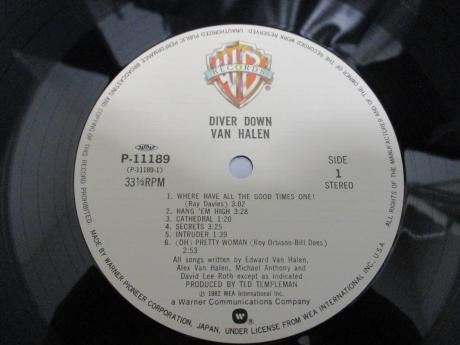 UNAUTHORIZED PUBLIC PERFORMANCE, BROADCASTING AND COPYING OF THIS RECORD PROHIBITED
ALL RIGHTS OF THE MANUFACTURER AND OF THE OWNER OF THE RECORDED WORK RESERVED.
WB
RECORDS
DIVER DOWN
VAN HALEN
P-11189
(P-11189-1)
33⅓RPM
SIDE
1
STEREO
1. WHERE HAVE ALL THE GOOD TIMES ONE!
(Ray Davies) 3:02
2. HANG 'EM HIGH 3:28
3. CATHEDRAL 1:20
4. SECRETS 3:25
5. INTRUDER 1:39
6. (OH) PRETTY WOMAN (Roy Orbison-Bill Dees)
2:53
All songs written by Edward Van Halen,
Alex Van Halen, Michael Anthony and
David Lee Roth except as indicated
PRODUCED BY TED TEMPLEMAN
℗ 1982 WEA International Inc.
a Warner Communications Company
MADE BY WARNER-PIONEER CORPORATION, JAPAN, UNDER LICENSE FROM WEA INTERNATIONAL INC., U.S.A.